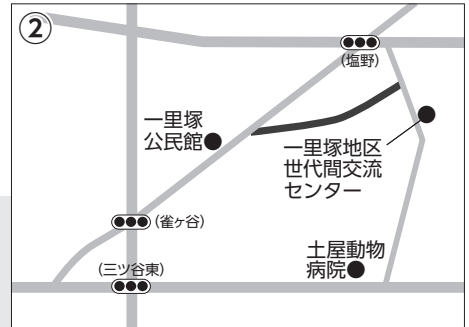 ②
(塩野)
一里塚
公民館
一里塚地区
世代間交流
センター
(雀ヶ谷)
(三ツ谷東)
土屋動物
病院